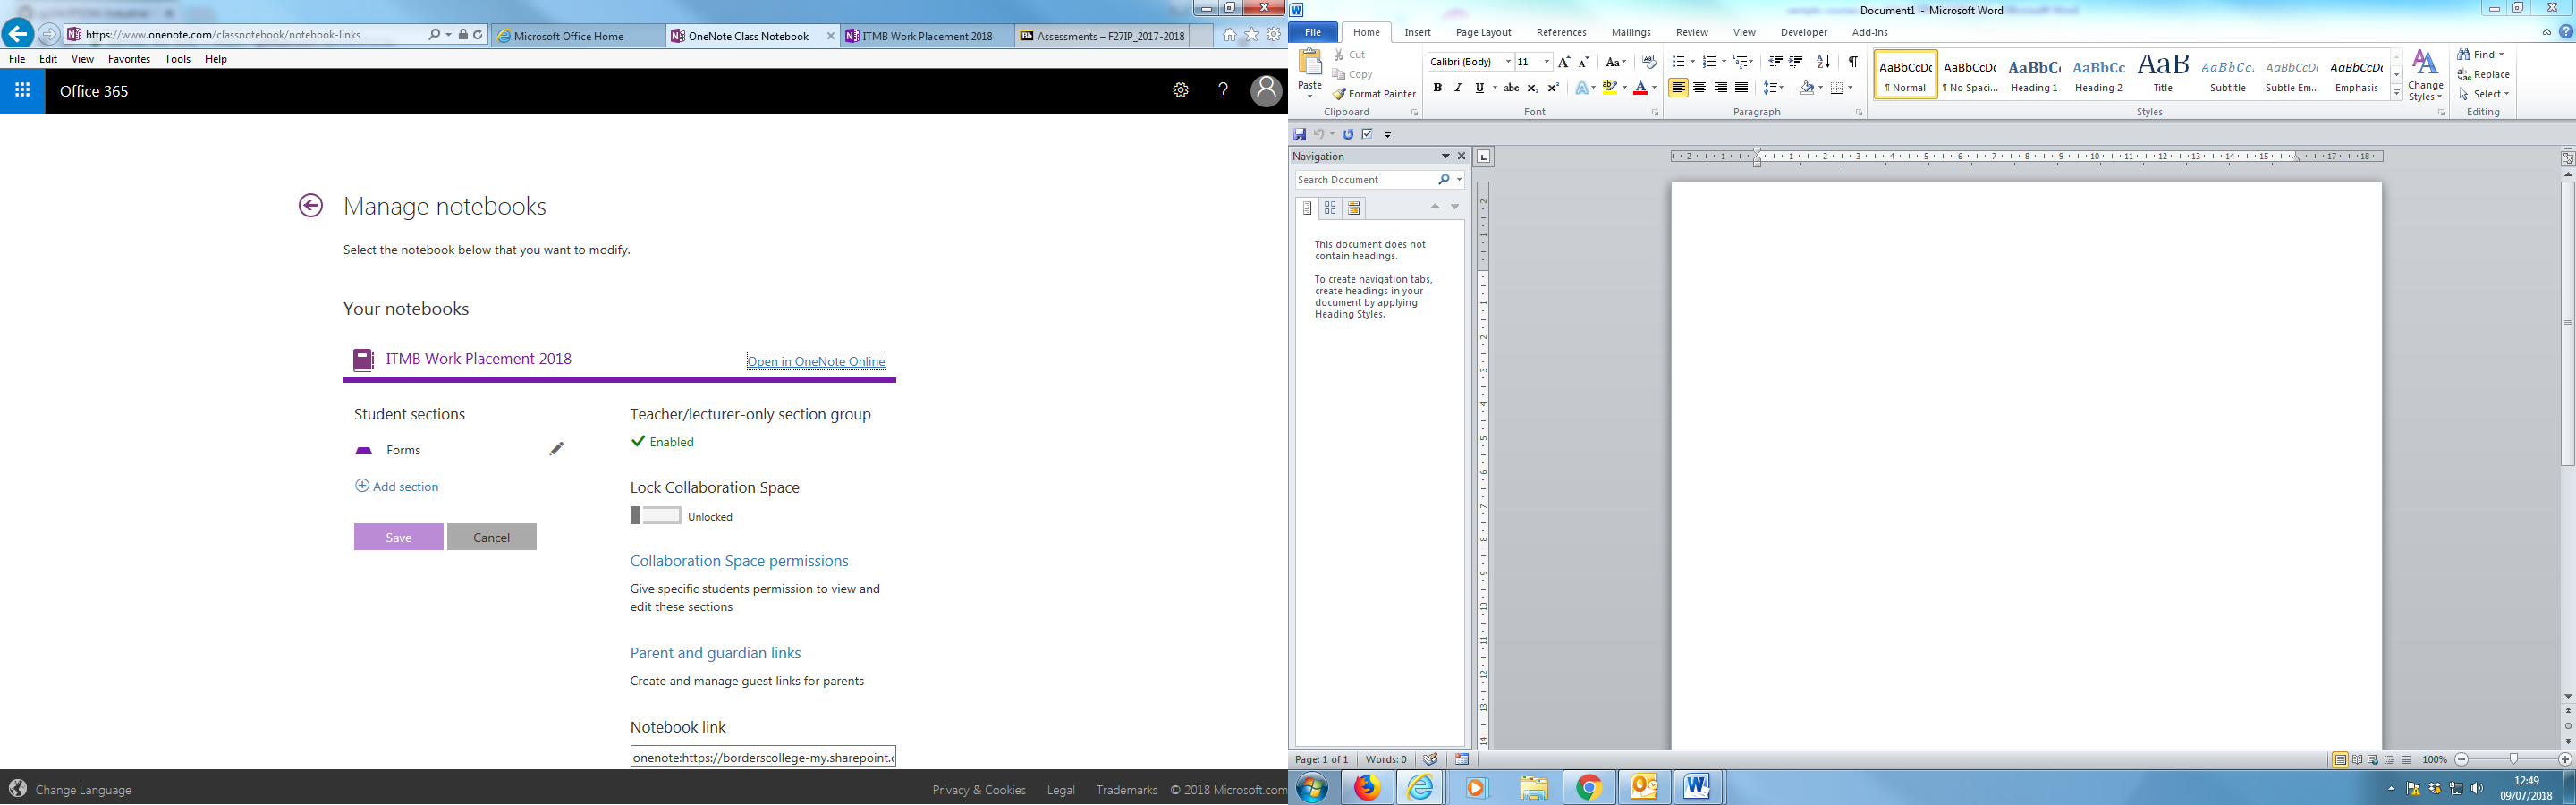 https://www.onenote.com/classnotebook/notebook-links
Microsoft Office Home
OneNote Class Notebook
ITMB Work Placement 2018
Assessments – F27IP_2017-2018
File Edit View Favorites Tools Help
Office 365
Manage notebooks
Select the notebook below that you want to modify.
Your notebooks
ITMB Work Placement 2018
Open in OneNote Online
Student sections
Forms
Add section
Save
Cancel
Teacher/lecturer-only section group
Enabled
Lock Collaboration Space
Unlocked
Collaboration Space permissions
Give specific students permission to view and
edit these sections
Parent and guardian links
Create and manage guest links for parents
Notebook link
onenote:https://borderscollege-my.sharepoint.c
Change Language
Privacy & Cookies Legal Trademarks © 2018 Microsoft.com
Document1 - Microsoft Word
File Home Insert Page Layout References Mailings Review View Developer Add-Ins
Paste
Cut
Copy
Format Painter
Clipboard
Calibri (Body) 11
Font
Paragraph
AaBbCcDc AaBbCcDc AaBbC AaBbCc AaB AaBbCc. AaBbCcDc AaBbCcDc
¶ Normal ¶ No Spaci... Heading 1 Heading 2 Title Subtitle Subtle Em... Emphasis
Change
Styles
Styles
Find
Replace
Select
Editing
Navigation
Search Document
This document does not
contain headings.
To create navigation tabs,
create headings in your
document by applying
Heading Styles.
Page: 1 of 1 Words: 0
100%
12:49
09/07/2018